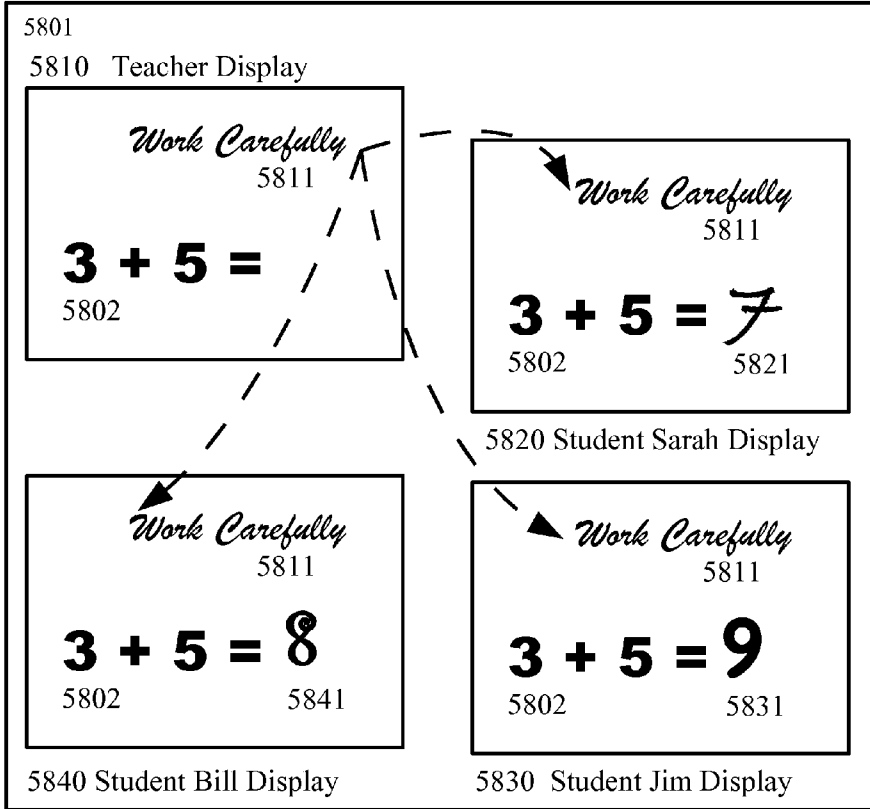 5801
5810 Teacher Display
Work Carefully
5811
3 + 5 =
5802
Work Carefully
5811
3 + 5 = 7
5802 5821
5820 Student Sarah Display
Work Carefully
5811
3 + 5 = 8
5802 5841
5840 Student Bill Display
Work Carefully
5811
3 + 5 = 9
5802 5831
5830 Student Jim Display